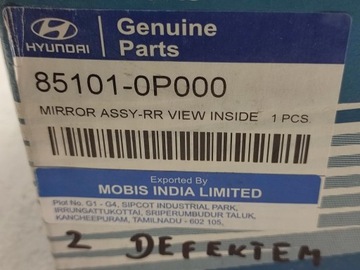 HYUNDAI
Genuine
Parts
85101-0P000
MIRROR ASSY-RR VIEW INSIDE 1 PCS.
Exported By
MOBIS INDIA LIMITED
Plot No. G1 - G4, SIPCOT INDUSTRIAL PARK,
IRRUNGATTUKOTTAI, SRIPERUMBUDUR TALUK,
KANCHEEPURAM, TAMILNADU - 602 105,
Z DEFEKTEM